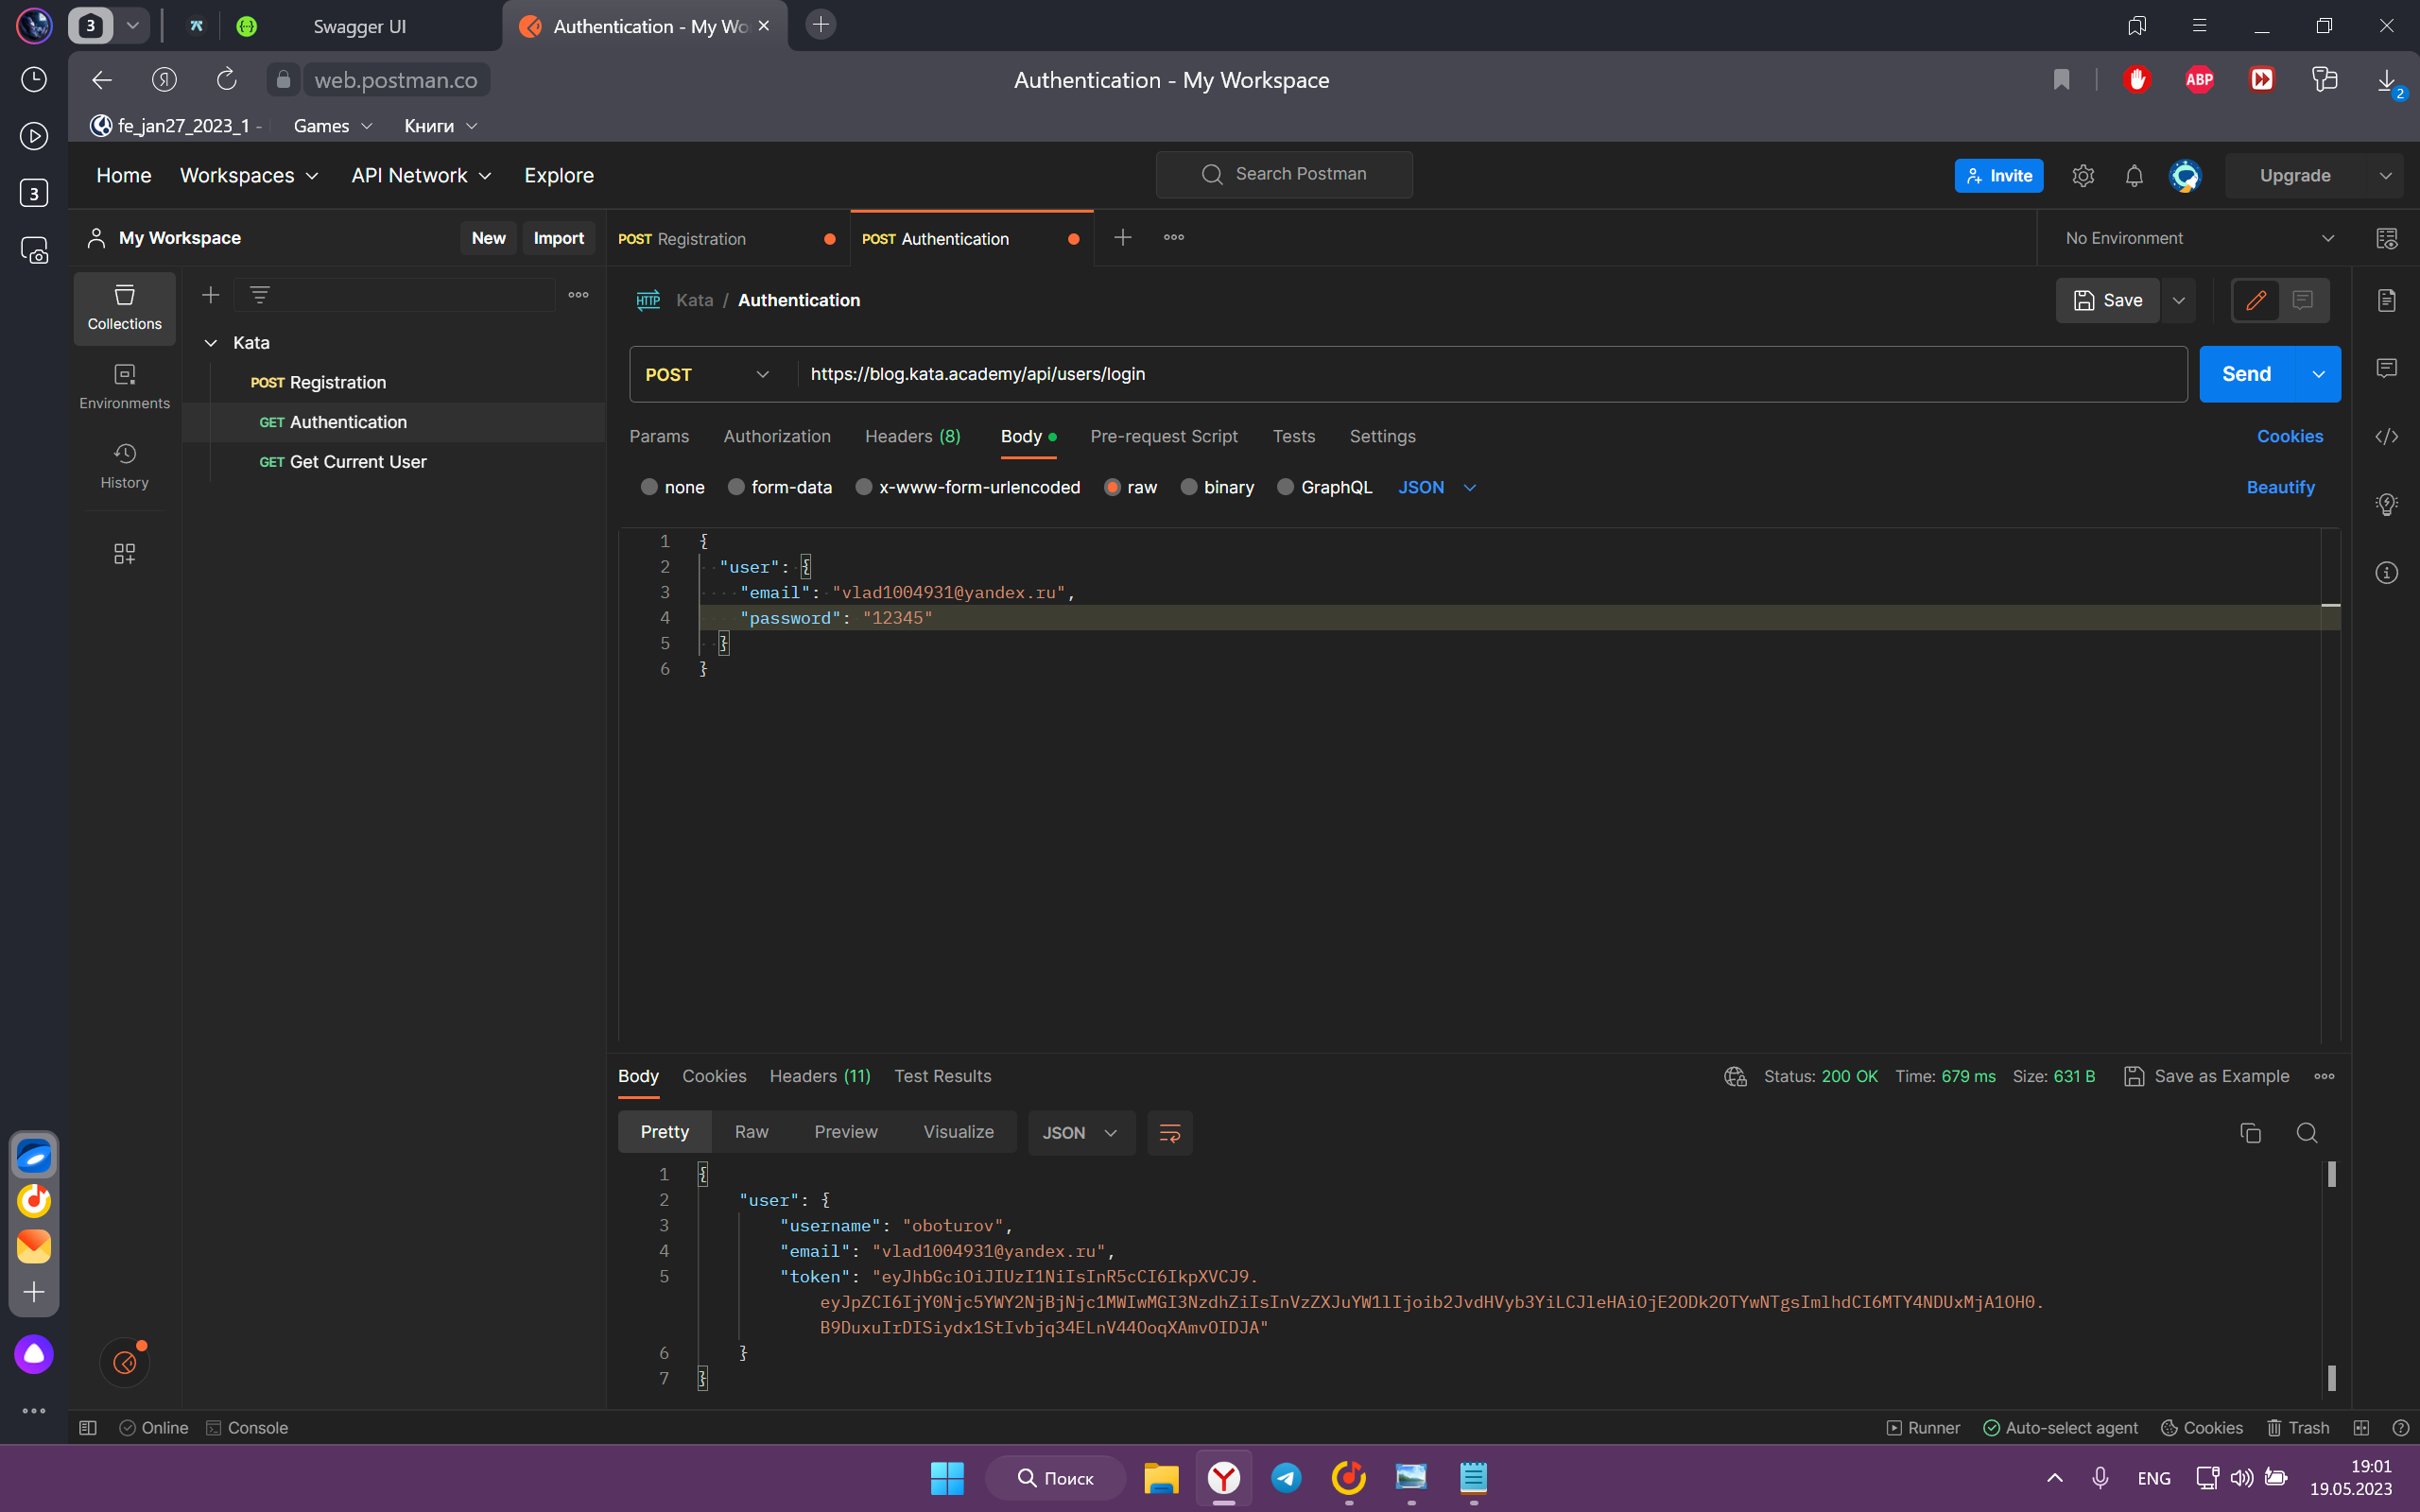 3
Swagger UI
Authentication - My Wo
web.postman.co
Authentication - My Workspace
ABP
2
fe_jan27_2023_1 -
Games
Книги
3
Home
Workspaces
API Network
Explore
Search Postman
Invite
Upgrade
My Workspace
New
Import
POST Registration
POST Authentication
No Environment
Collections
Environments
History
Kata
POST Registration
GET Authentication
GET Get Current User
HTTP Kata / Authentication
Save
POST
https://blog.kata.academy/api/users/login
Send
Params
Authorization
Headers (8)
Body
Pre-request Script
Tests
Settings
Cookies
none
form-data
x-www-form-urlencoded
raw
binary
GraphQL
JSON
Beautify
1 {
2 "user": {
3 "email": "vlad1004931@yandex.ru",
4 "password": "12345"
5 }
6 }
Body
Cookies
Headers (11)
Test Results
Status: 200 OK
Time: 679 ms
Size: 631 B
Save as Example
Pretty
Raw
Preview
Visualize
JSON
1 {
2 "user": {
3 "username": "oboturov",
4 "email": "vlad1004931@yandex.ru",
5 "token": "eyJhbGciOiJIUzI1NiIsInR5cCI6IkpXVCJ9.
eyJpZCI6IjY0Njc5YWY2NjBjNjc1MWIwMGI3NzdhZiIsInVzZXJuYW1lIjoib2JvdHVyb3YiLCJleHAiOjE2ODk2OTYwNTgsImlhdCI6MTY4NDUxMjA1OH0.
B9DuxuIrDISiydx1StIvbjq34ELnV44OoqXAmvOIDJA"
6 }
7 }
Online
Console
Runner
Auto-select agent
Cookies
Trash
Поиск
ENG
19:01
19.05.2023